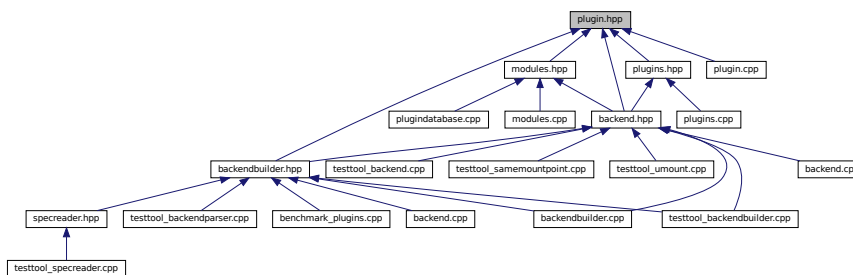 plugin.hpp
modules.hpp
plugins.hpp
plugin.cpp
plugindatabase.cpp
modules.cpp
backend.hpp
plugins.cpp
backendbuilder.hpp
testtool_backend.cpp
testtool_samemountpoint.cpp
testtool_umount.cpp
backend.cpp
specreader.hpp
testtool_backendparser.cpp
benchmark_plugins.cpp
backend.cpp
backendbuilder.cpp
testtool_backendbuilder.cpp
testtool_specreader.cpp